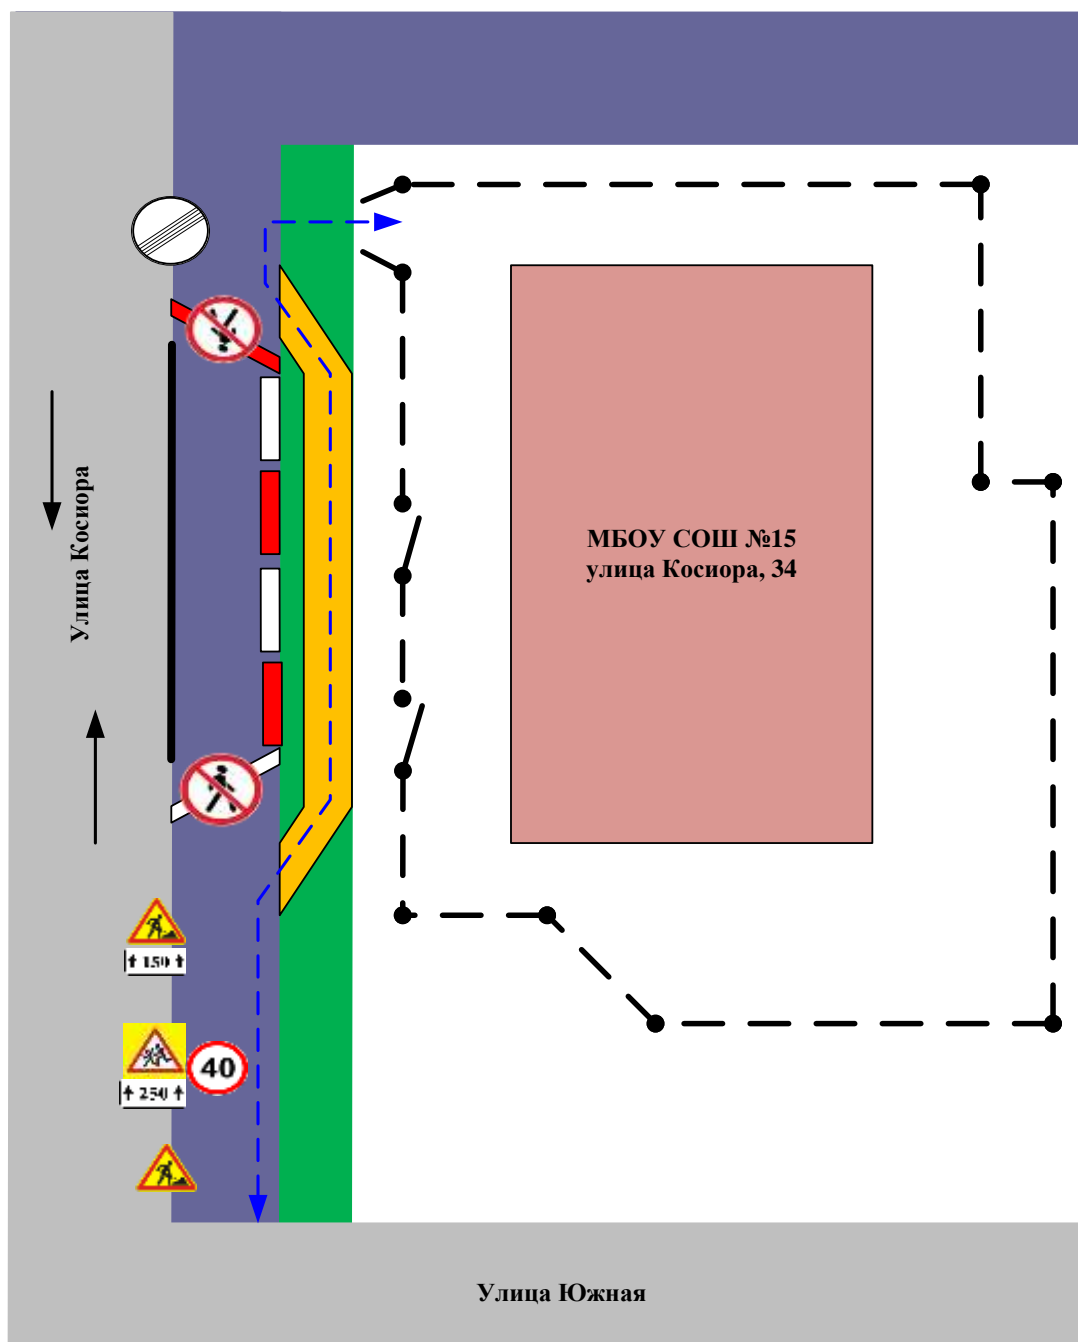 Улица Косиора
МБОУ СОШ №15
улица Косиора, 34
↑ 150 ↑
↑ 250 ↑
40
Улица Южная